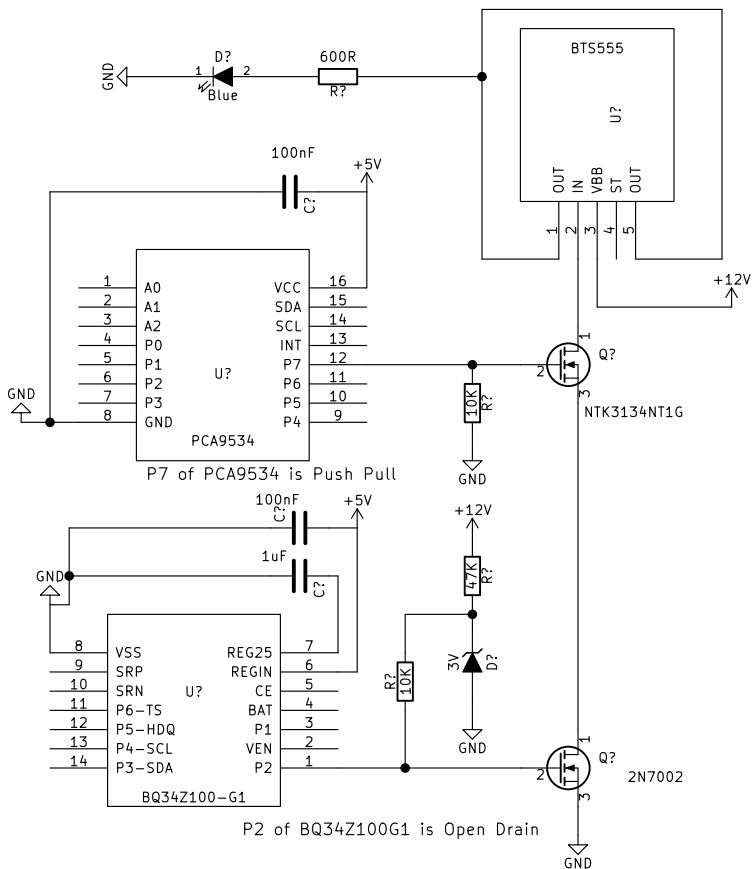 BTS555
U?
OUT
IN
VBB
ST
OUT
1
2
3
4
5
+12V
GND
1
D?
2
Blue
600R
R?
100nF
C?
+5V
1 A0
2 A1
3 A2
4 P0
5 P1
6 P2
7 P3
8 GND
VCC 16
SDA 15
SCL 14
INT 13
P7 12
P6 11
P5 10
P4 9
U?
PCA9534
GND
P7 of PCA9534 is Push Pull
10K
R?
GND
1
2
3
Q?
NTK3134NT1G
100nF
C?
+5V
1uF
C?
GND
8 VSS
9 SRP
10 SRN
11 P6-TS
12 P5-HDQ
13 P4-SCL
14 P3-SDA
REG25 7
REGIN 6
CE 5
BAT 4
P1 3
VEN 2
P2 1
U?
BQ34Z100-G1
P2 of BQ34Z100G1 is Open Drain
+12V
47K
R?
R?
10K
3V
D?
GND
1
2
3
Q?
2N7002
GND